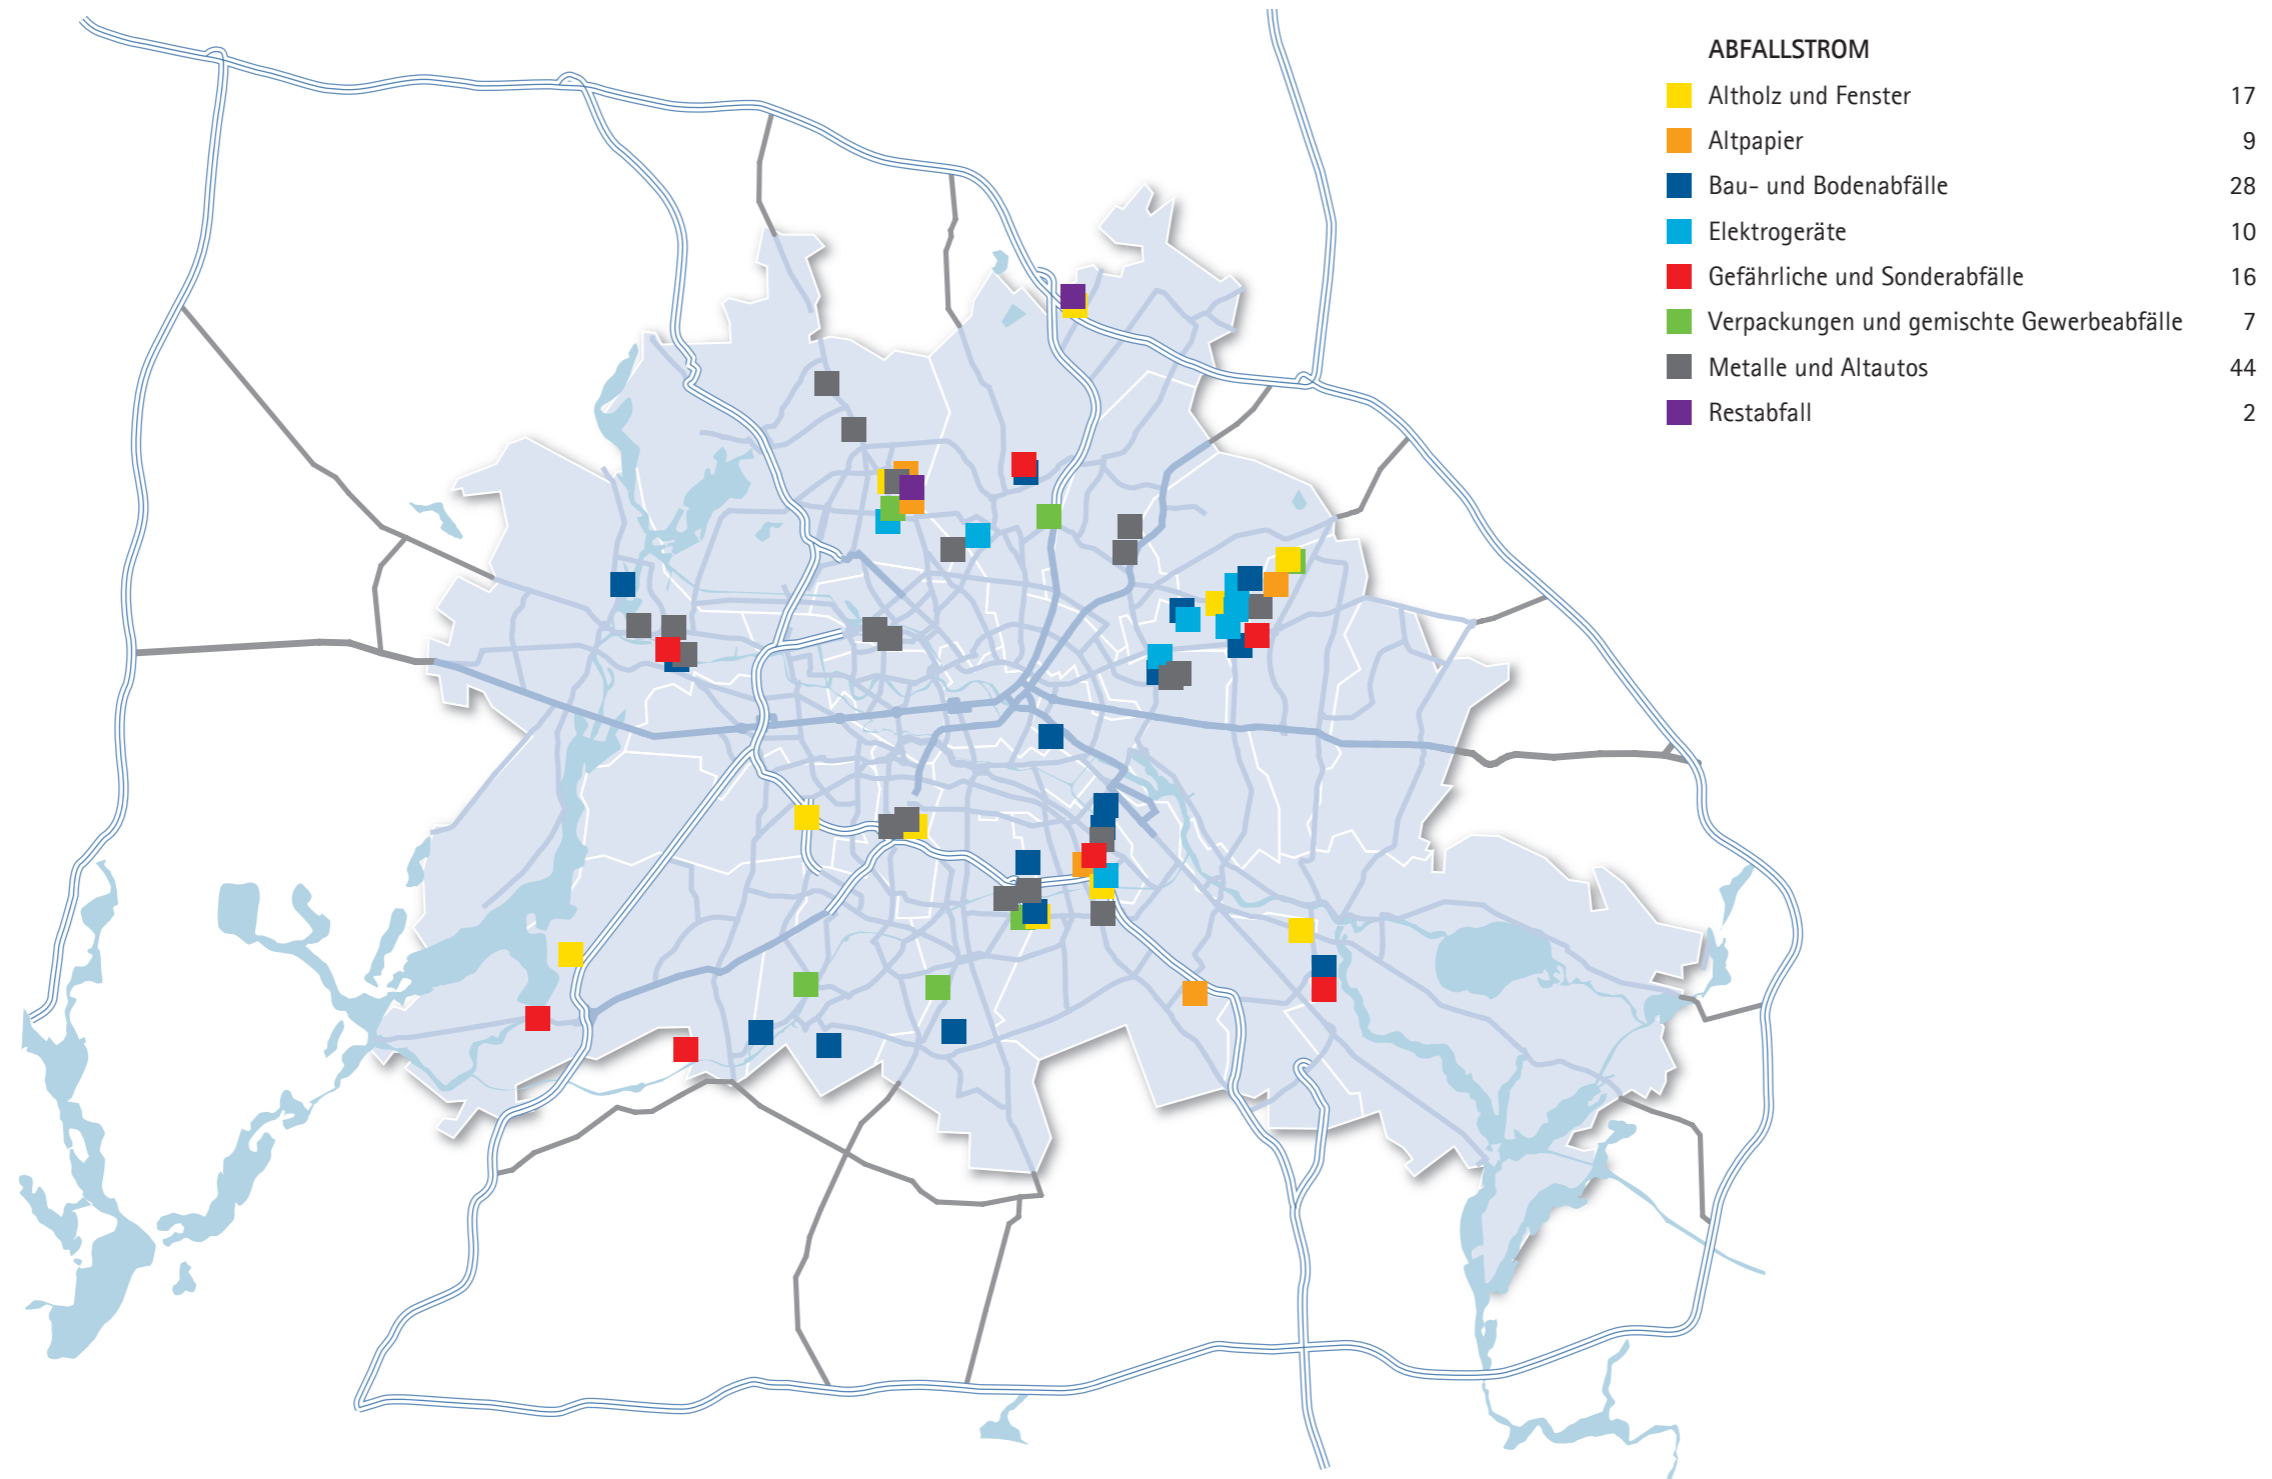 ABFALLSTROM
Altholz und Fenster 17
Altpapier 9
Bau- und Bodenabfälle 28
Elektrogeräte 10
Gefährliche und Sonderabfälle 16
Verpackungen und gemischte Gewerbeabfälle 7
Metalle und Altautos 44
Restabfall 2